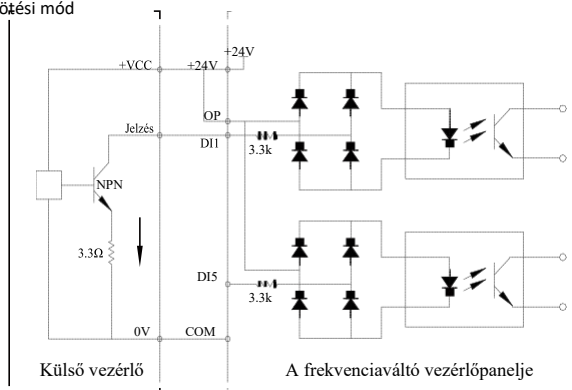 ötési mód
+24V
+VCC
+24V
OP
Jelzés
DI1
3.3k
NPN
3.3Ω
DI5
3.3k
0V
COM
Külső vezérlő
A frekvenciaváltó vezérlőpanelje